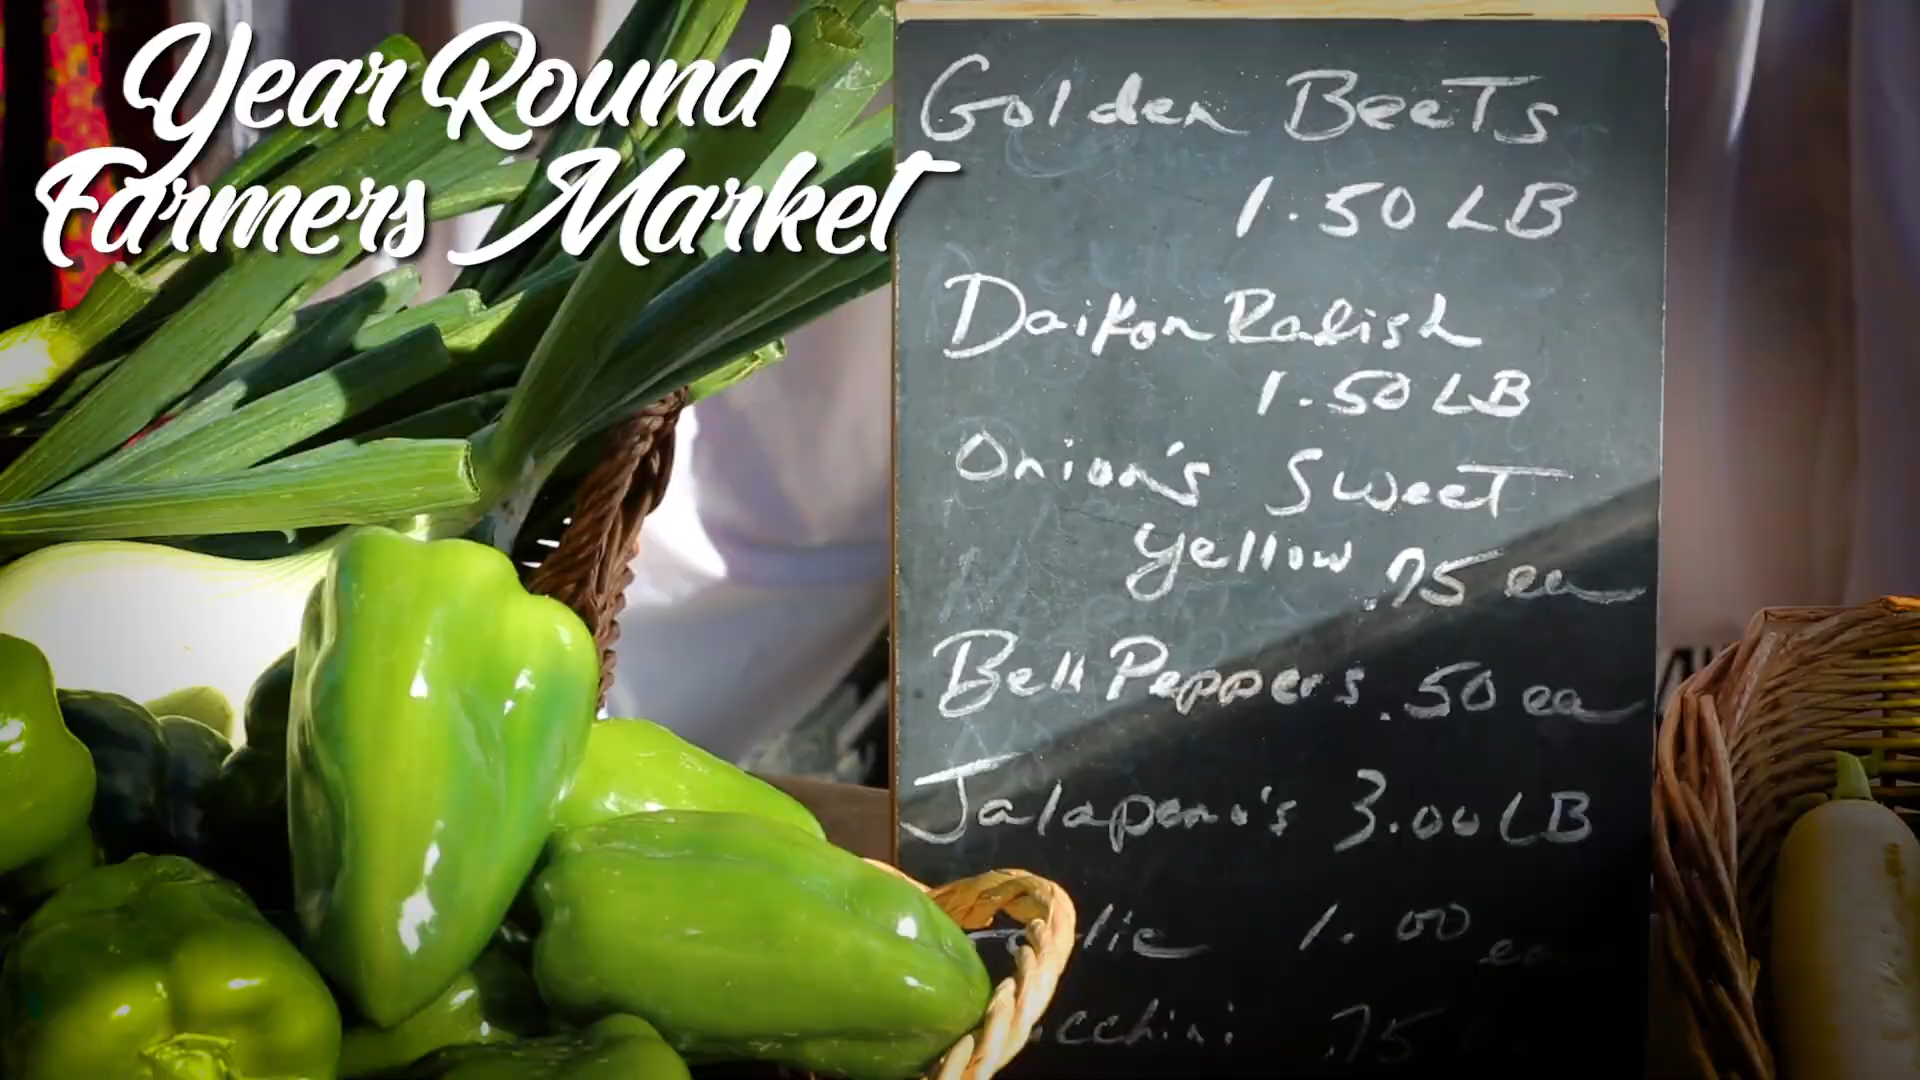 Year Round
Farmers Market
Golden Beets
1.50 LB
Daikon Radish
1.50 LB
Onion's Sweet
yellow .75 ea
Bell Peppers .50 ea
Jalapeno's 3.00 LB
1.00 ea
.75